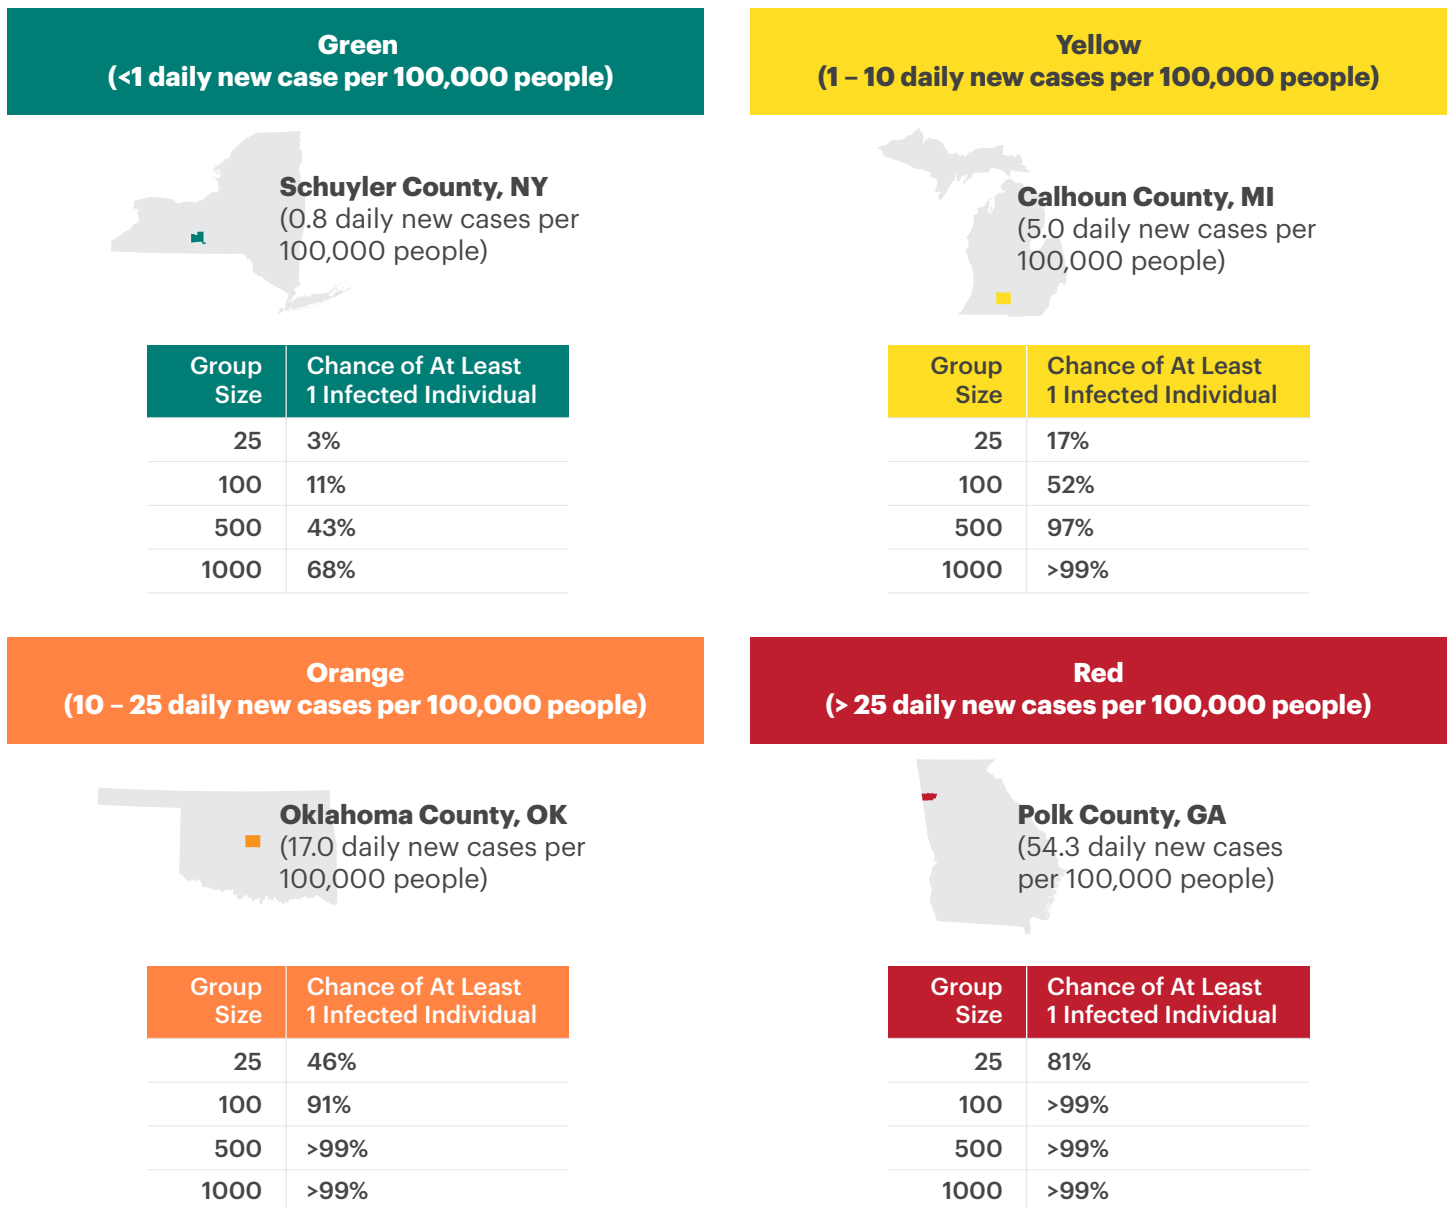 Green
(<1 daily new case per 100,000 people)
Schuyler County, NY
(0.8 daily new cases per
100,000 people)
Group Size | Chance of At Least 1 Infected Individual
25 | 3%
100 | 11%
500 | 43%
1000 | 68%
Yellow
(1 – 10 daily new cases per 100,000 people)
Calhoun County, MI
(5.0 daily new cases per
100,000 people)
Group Size | Chance of At Least 1 Infected Individual
25 | 17%
100 | 52%
500 | 97%
1000 | >99%
Orange
(10 – 25 daily new cases per 100,000 people)
Oklahoma County, OK
(17.0 daily new cases per
100,000 people)
Group Size | Chance of At Least 1 Infected Individual
25 | 46%
100 | 91%
500 | >99%
1000 | >99%
Red
(> 25 daily new cases per 100,000 people)
Polk County, GA
(54.3 daily new cases
per 100,000 people)
Group Size | Chance of At Least 1 Infected Individual
25 | 81%
100 | >99%
500 | >99%
1000 | >99%